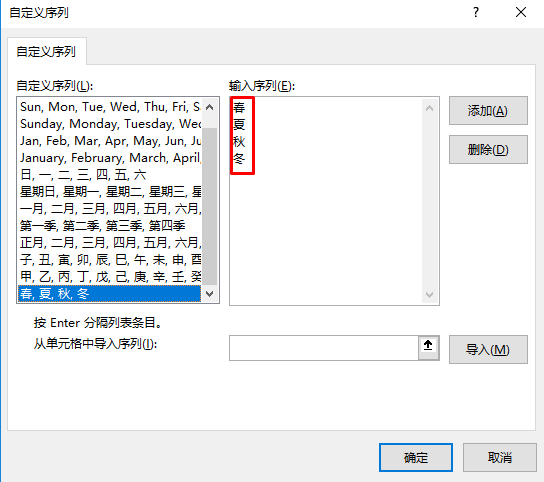 自定义序列
自定义序列
自定义序列(L):
输入序列(E):
Sun, Mon, Tue, Wed, Thu, Fri, Sa
Sunday, Monday, Tuesday, Wed
Jan, Feb, Mar, Apr, May, Jun, Ju
January, February, March, April,
日, 一, 二, 三, 四, 五, 六
星期日, 星期一, 星期二, 星期三, 星
一月, 二月, 三月, 四月, 五月, 六月,
第一季, 第二季, 第三季, 第四季
正月, 二月, 三月, 四月, 五月, 六月,
子, 丑, 寅, 卯, 辰, 巳, 午, 未, 申, 酉
甲, 乙, 丙, 丁, 戊, 己, 庚, 辛, 壬, 癸
春, 夏, 秋, 冬
春
夏
秋
冬
添加(A)
删除(D)
按 Enter 分隔列表条目。
从单元格中导入序列(I):
导入(M)
确定
取消